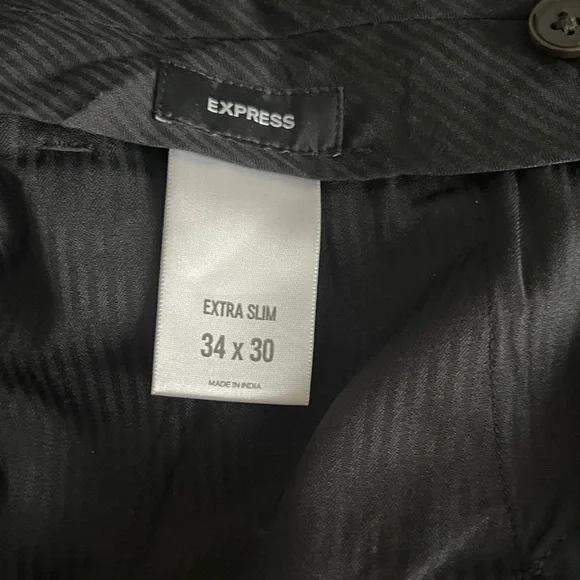 EXPRESS
EXTRA SLIM
34 x 30
MADE IN INDIA